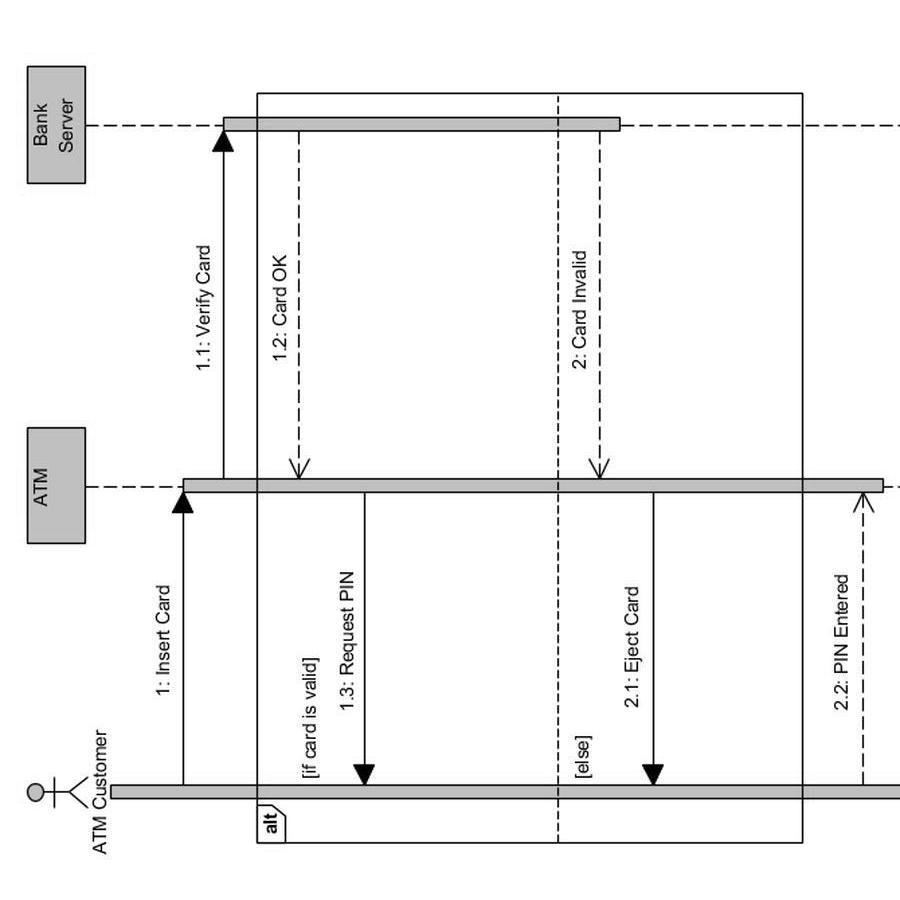 ATM Customer
ATM
Bank
Server
1: Insert Card
1.1: Verify Card
alt
[if card is valid]
1.2: Card OK
1.3: Request PIN
[else]
2: Card Invalid
2.1: Eject Card
2.2: PIN Entered